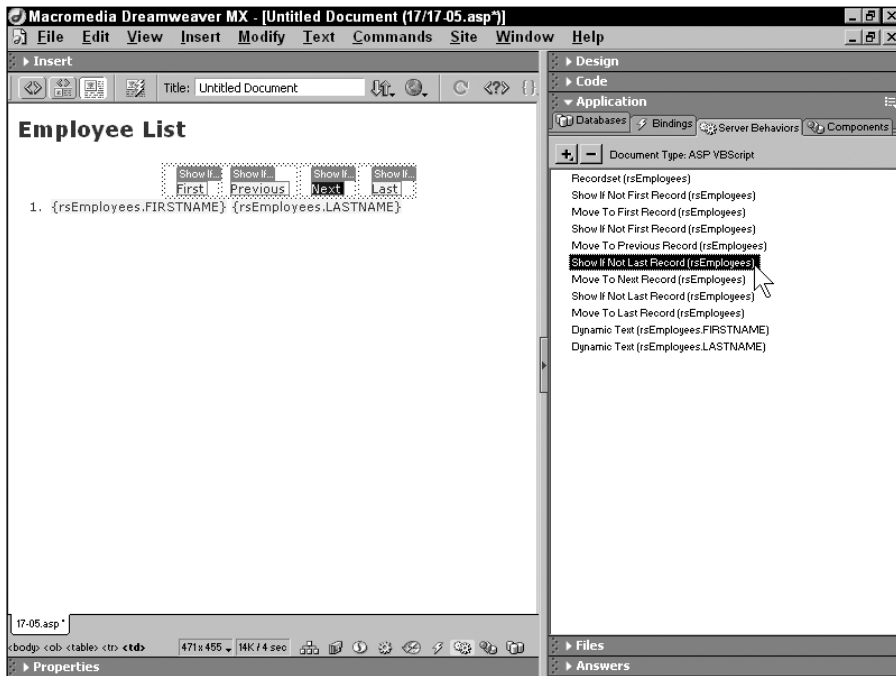 Macromedia Dreamweaver MX - [Untitled Document (17/17-05.asp*)]
File Edit View Insert Modify Text Commands Site Window Help
Insert
Title: Untitled Document
Employee List
Show If... Show If... Show If... Show If...
First Previous Next Last
1. {rsEmployees.FIRSTNAME} {rsEmployees.LASTNAME}
17-05.asp*
<body> <ol> <table> <tr> <td> 471 x 455 14K / 4 sec
Properties
Design
Code
Application
Databases Bindings Server Behaviors Components
Document Type: ASP VBScript
Recordset (rsEmployees)
Show If Not First Record (rsEmployees)
Move To First Record (rsEmployees)
Show If Not First Record (rsEmployees)
Move To Previous Record (rsEmployees)
Show If Not Last Record (rsEmployees)
Move To Next Record (rsEmployees)
Show If Not Last Record (rsEmployees)
Move To Last Record (rsEmployees)
Dynamic Text (rsEmployees.FIRSTNAME)
Dynamic Text (rsEmployees.LASTNAME)
Files
Answers